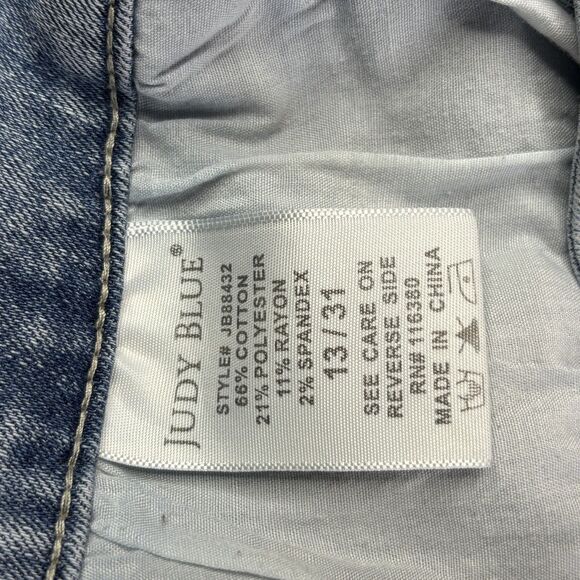 JUDY BLUE®
STYLE# JB88432
66% COTTON
21% POLYESTER
11% RAYON
2% SPANDEX
13 / 31
SEE CARE ON
REVERSE SIDE
RN# 116380
MADE IN CHINA